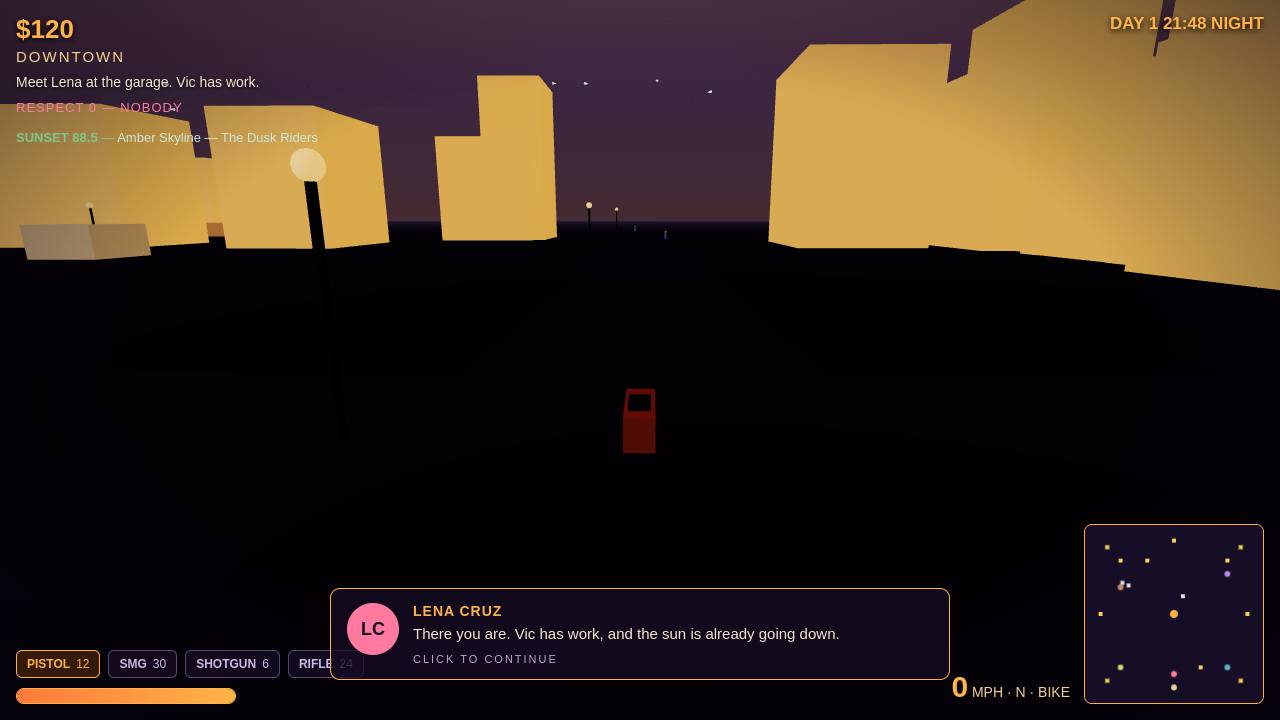 $120
DOWNTOWN
Meet Lena at the garage. Vic has work.
RESPECT 0 — NOBODY
SUNSET 88.5 — Amber Skyline — The Dusk Riders
DAY 1 21:48 NIGHT
LC
LENA CRUZ
There you are. Vic has work, and the sun is already going down.
CLICK TO CONTINUE
PISTOL 12
SMG 30
SHOTGUN 6
RIFLE 24
0 MPH · N · BIKE